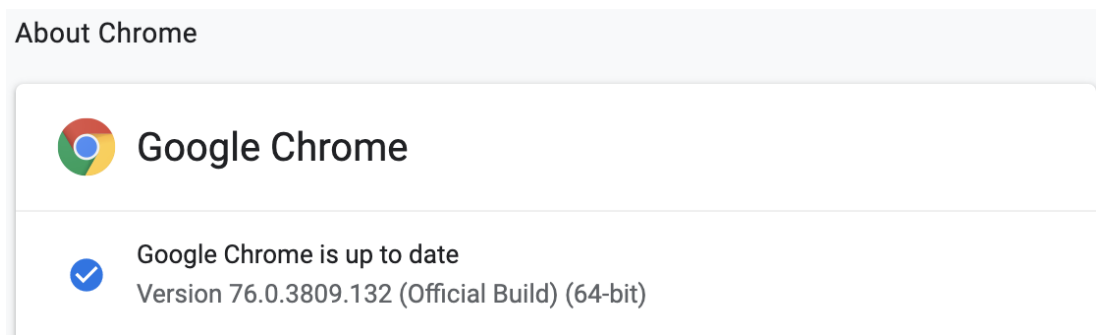 About Chrome
Google Chrome
Google Chrome is up to date
Version 76.0.3809.132 (Official Build) (64-bit)